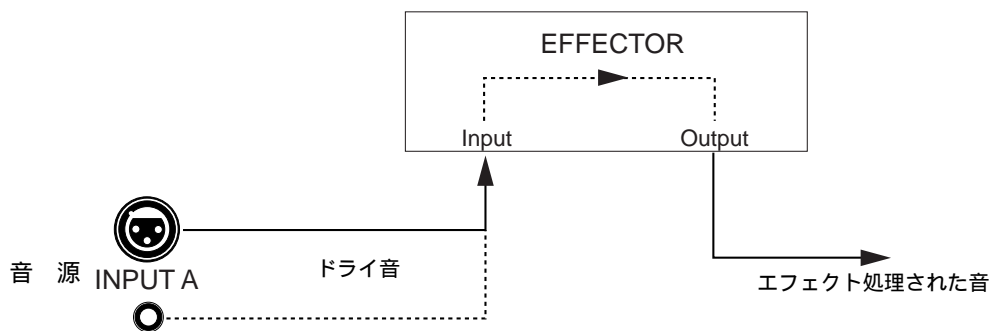 EFFECTOR
Input
Output
ドライ音
音 源
INPUT A
エフェクト処理された音